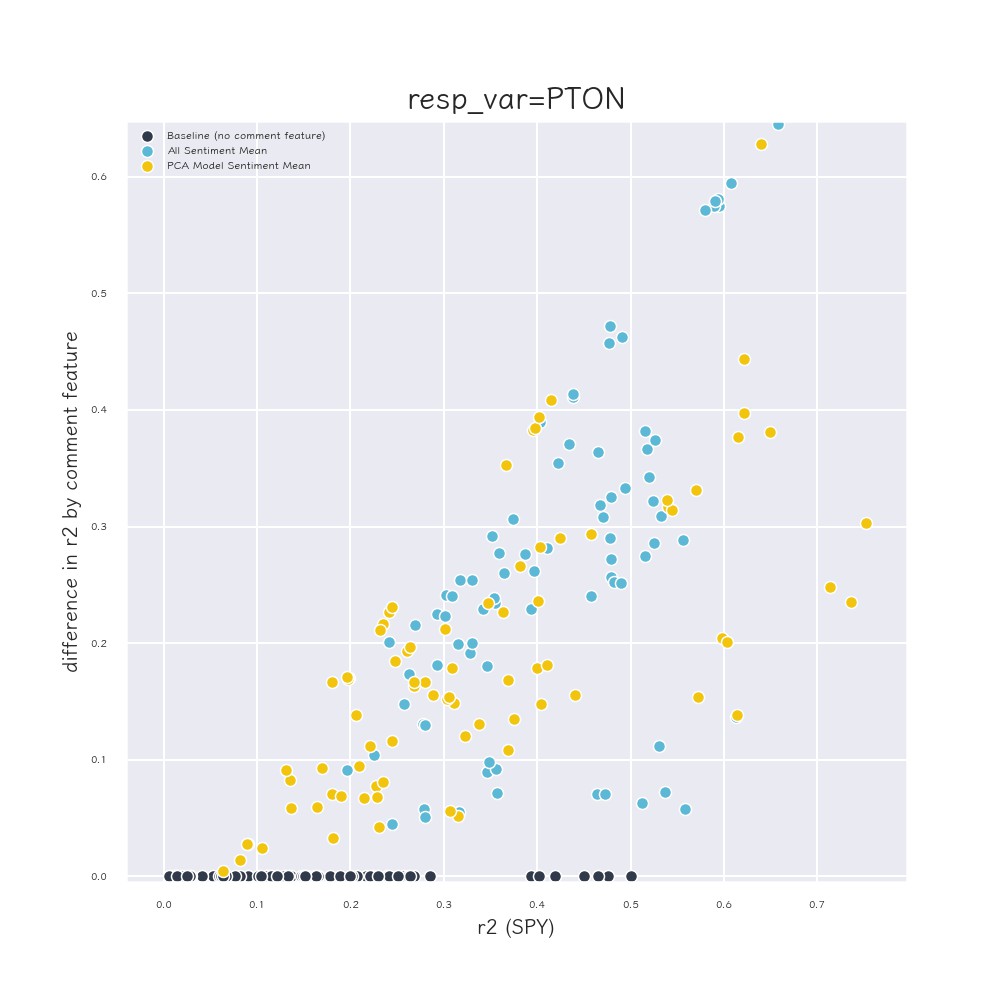 resp_var=PTON
Baseline (no comment feature)
All Sentiment Mean
PCA Model Sentiment Mean
0.6
0.5
0.4
0.3
0.2
0.1
0.0
difference in r2 by comment feature
0.0 0.1 0.2 0.3 0.4 0.5 0.6 0.7
r2 (SPY)